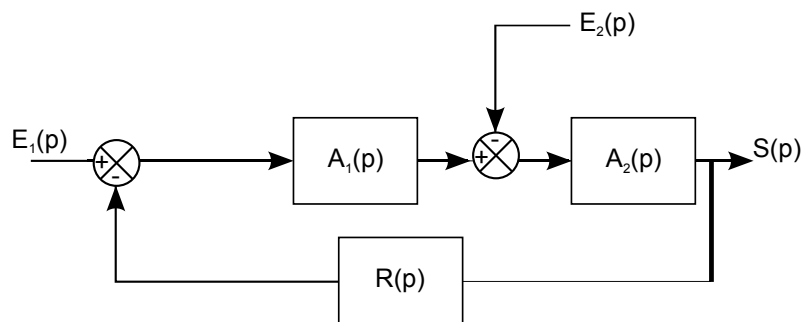 E₂(p)
E₁(p)
+
-
A₁(p)
-
+
A₂(p)
S(p)
R(p)